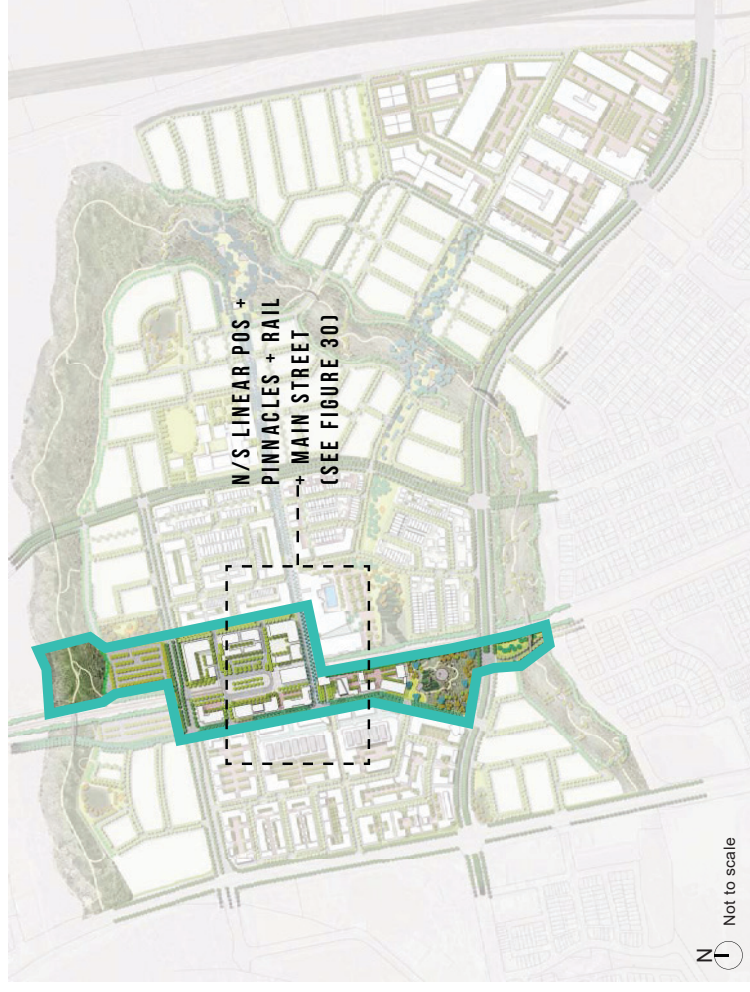 N/S LINEAR POS +
PINNACLES + RAIL
+ MAIN STREET
(SEE FIGURE 30)
N
Not to scale